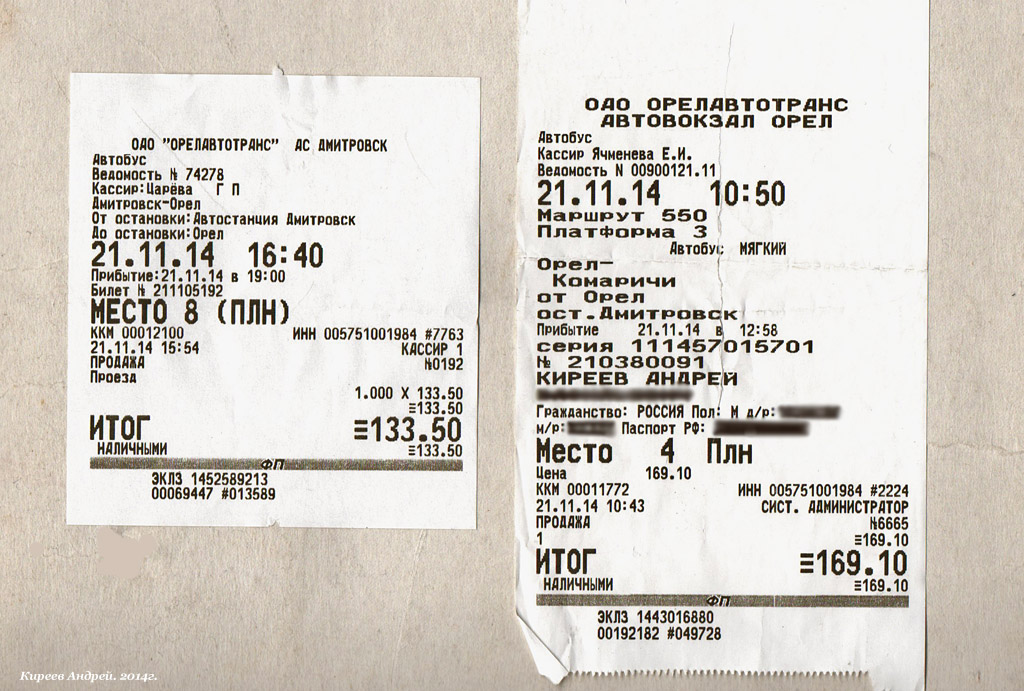 ОАО "ОРЕЛАВТОТРАНС" АС ДМИТРОВСК
Автобус
Ведомость № 74278
Кассир:Царёва Г П
Дмитровск-Орел
От остановки:Автостанция Дмитровск
До остановки:Орел
21.11.14 16:40
Прибытие:21.11.14 в 19:00
Билет № 211105192
МЕСТО 8 (ПЛН)
ККМ 00012100 ИНН 005751001984 #7763
21.11.14 15:54 КАССИР 1
ПРОДАЖА №0192
Проезд
1.000 X 133.50
≡133.50
ИТОГ ≡133.50
НАЛИЧНЫМИ ≡133.50
ФП
ЭКЛЗ 1452589213
00069447 #013589
ОАО ОРЕЛАВТОТРАНС
АВТОВОКЗАЛ ОРЕЛ
Автобус
Кассир Ячменева Е.И.
Ведомость N 00900121.11
21.11.14 10:50
Маршрут 550
Платформа 3
Автобус МЯГКИЙ
Орел-
Комаричи
от Орел
ост.Дмитровск
Прибытие 21.11.14 в 12:58
серия 111457015701
№ 210380091
КИРЕЕВ АНДРЕЙ
Гражданство: РОССИЯ Пол: М д/р:
м/р: Паспорт РФ:
Место 4 Плн
Цена 169.10
ККМ 00011772 ИНН 005751001984 #2224
21.11.14 10:43 СИСТ. АДМИНИСТРАТОР
ПРОДАЖА №6665
1 ≡169.10
ИТОГ ≡169.10
НАЛИЧНЫМИ ≡169.10
ФП
ЭКЛЗ 1443016880
00192182 #049728
Киреев Андрей. 2014г.